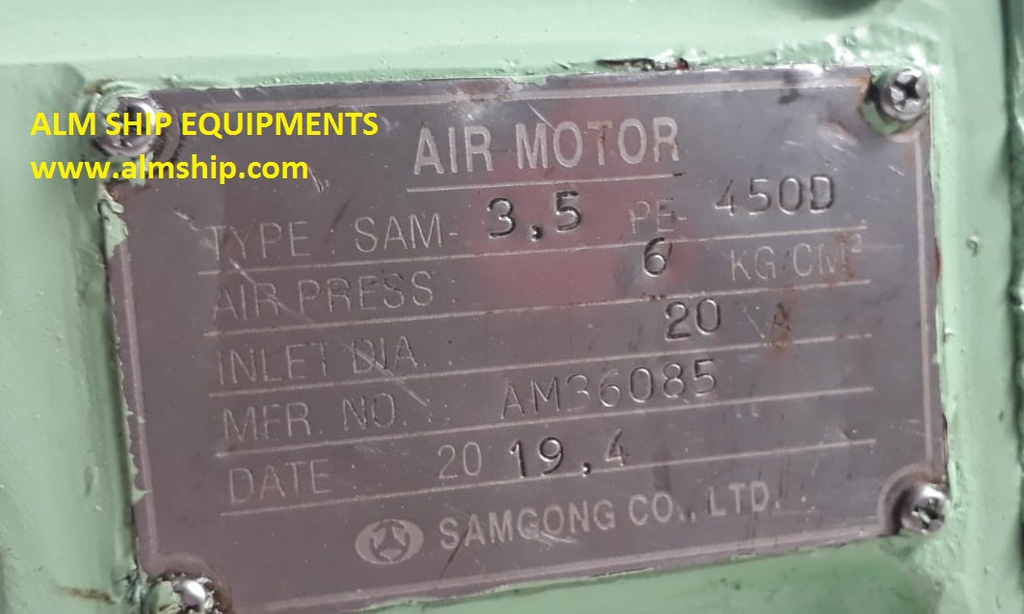 ALM SHIP EQUIPMENTS
www.almship.com
AIR MOTOR
TYPE : SAM- 3.5 PE- 450D
AIR PRESS : 6 KG/CM²
INLET DIA. : 20 A
MFR. NO. : AM36085
DATE : 20 19.4
SAMGONG CO., LTD.